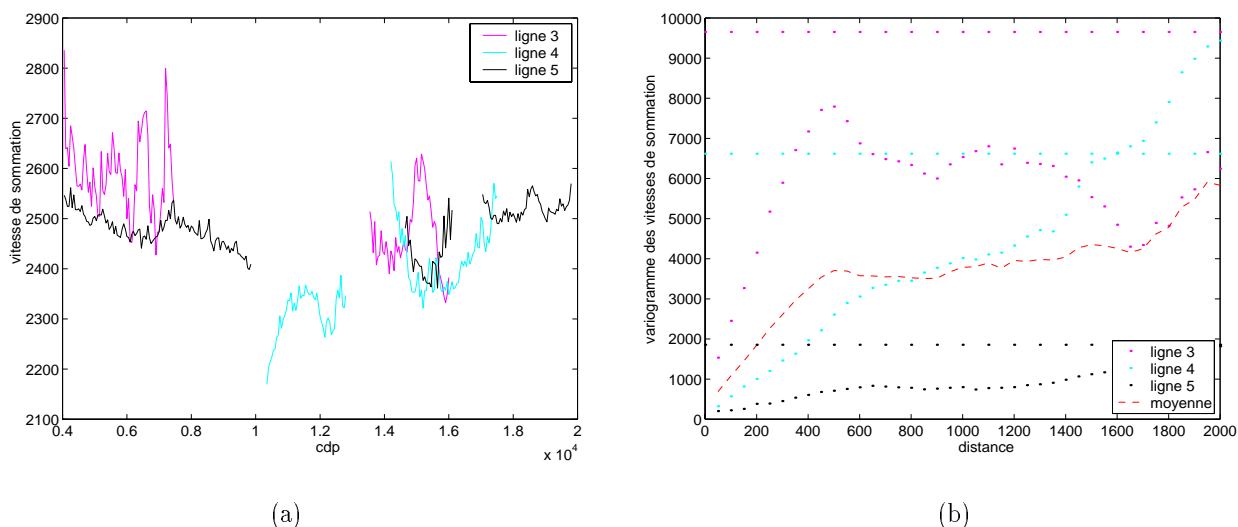 2900
2800
2700
2600
2500
2400
2300
2200
2100
vitesse de sommation
0.4 0.6 0.8 1 1.2 1.4 1.6 1.8 2
cdp
x 10^4
ligne 3
ligne 4
ligne 5
(a)
10000
9000
8000
7000
6000
5000
4000
3000
2000
1000
0
variogramme des vitesses de sommation
0 200 400 600 800 1000 1200 1400 1600 1800 2000
distance
ligne 3
ligne 4
ligne 5
moyenne
(b)